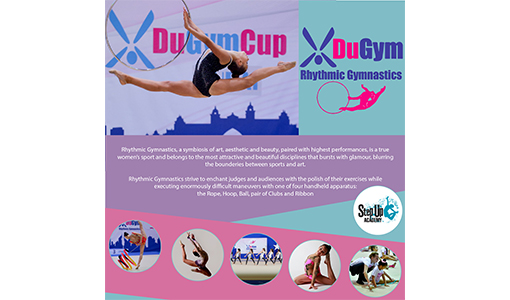 DuGymCup
DuGym
Rhythmic Gymnastics
Rhythmic Gymnastics, a symbiosis of art, aesthetic and beauty, paired with highest performances, is a true
women's sport and belongs to the most attractive and beautiful disciplines that bursts with glamour, blurring
the bounderies between sports and art.
Rhythmic Gymnastics strive to enchant judges and audiences with the polish of their exercises while
executing enormously difficult maneuvers with one of four handheld apparatus:
the Rope, Hoop, Ball, pair of Clubs and Ribbon
Step Up
ACADEMY